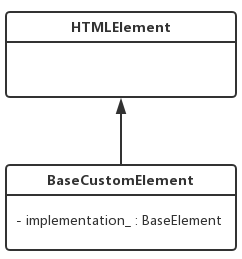 HTMLElement
BaseCustomElement
- implementation_ : BaseElement